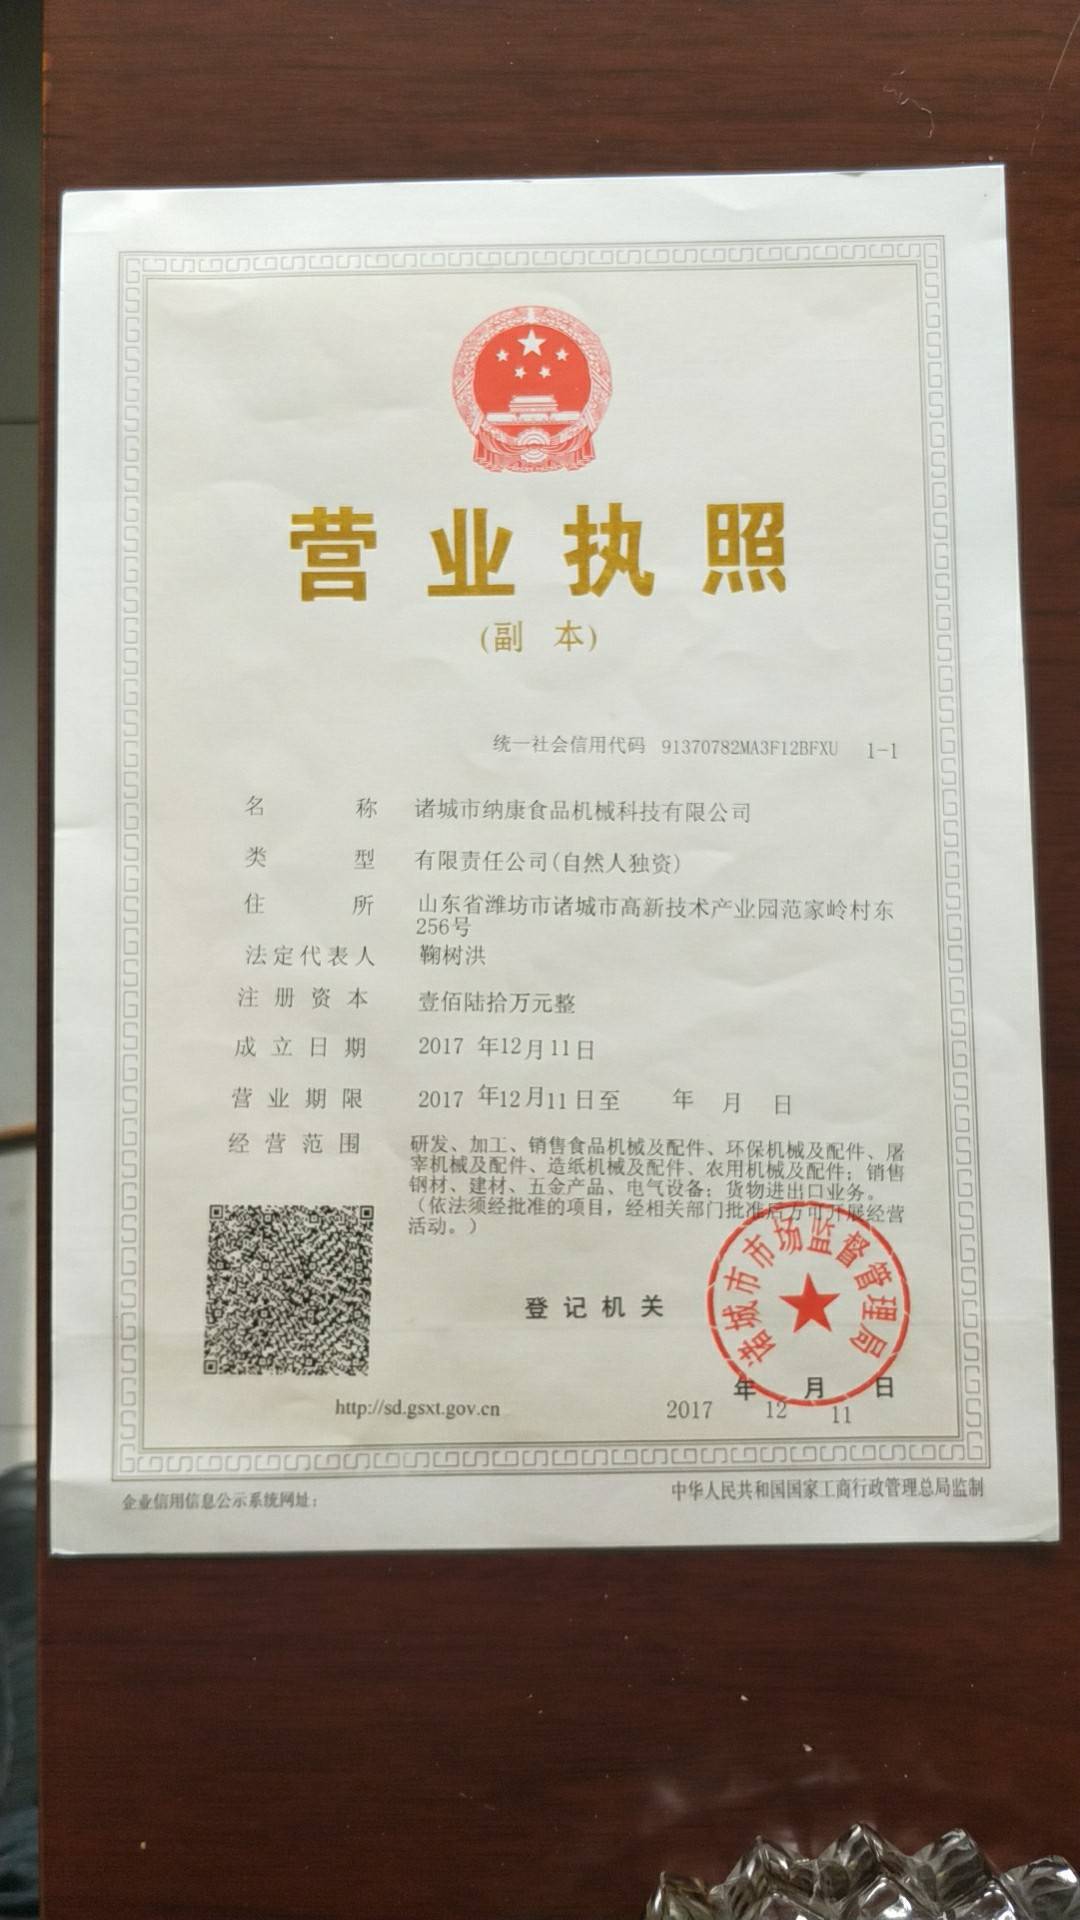 营业执照
(副 本)
统一社会信用代码 91370782MA3F12BFXU 1-1
名 称 诸城市纳康食品机械科技有限公司
类 型 有限责任公司(自然人独资)
住 所 山东省潍坊市诸城市高新技术产业园范家岭村东
256号
法定代表人 鞠树洪
注册资本 壹佰陆拾万元整
成立日期 2017 年12月11日
营业期限 2017 年12月11日至 年 月 日
经营范围 研发、加工、销售食品机械及配件、环保机械及配件、屠
宰机械及配件、造纸机械及配件、农用机械及配件；销售
钢材、建材、五金产品、电气设备；货物进出口业务。
（依法须经批准的项目，经相关部门批准后方可开展经营
活动。）
诸城市市场监督管理局
登记机关
年 月 日
2017 12 11
http://sd.gsxt.gov.cn
企业信用信息公示系统网址：
中华人民共和国国家工商行政管理总局监制